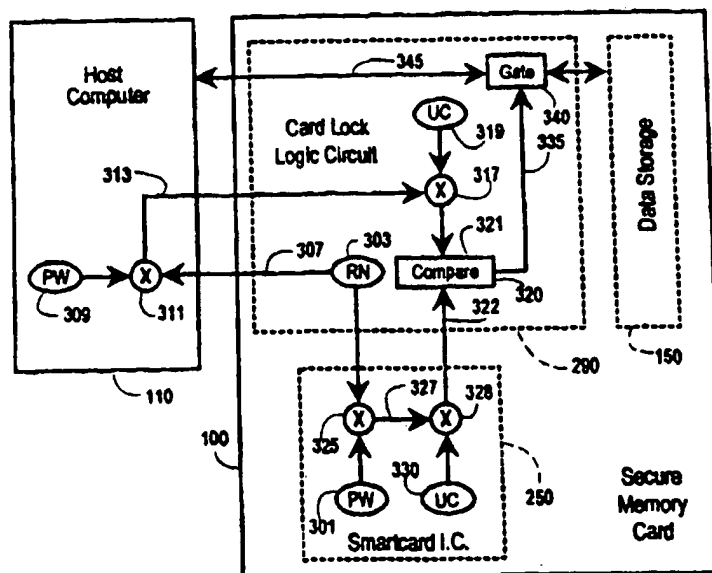 Host
Computer
345
Gate
340
UC
319
335
Card Lock
Logic Circuit
313
X
317
Data Storage
321
307
303
PW
X
RN
Compare
320
309
311
322
290
150
110
327
X
X
328
325
100
330
250
301
PW
UC
Smartcard I.C.
Secure
Memory
Card